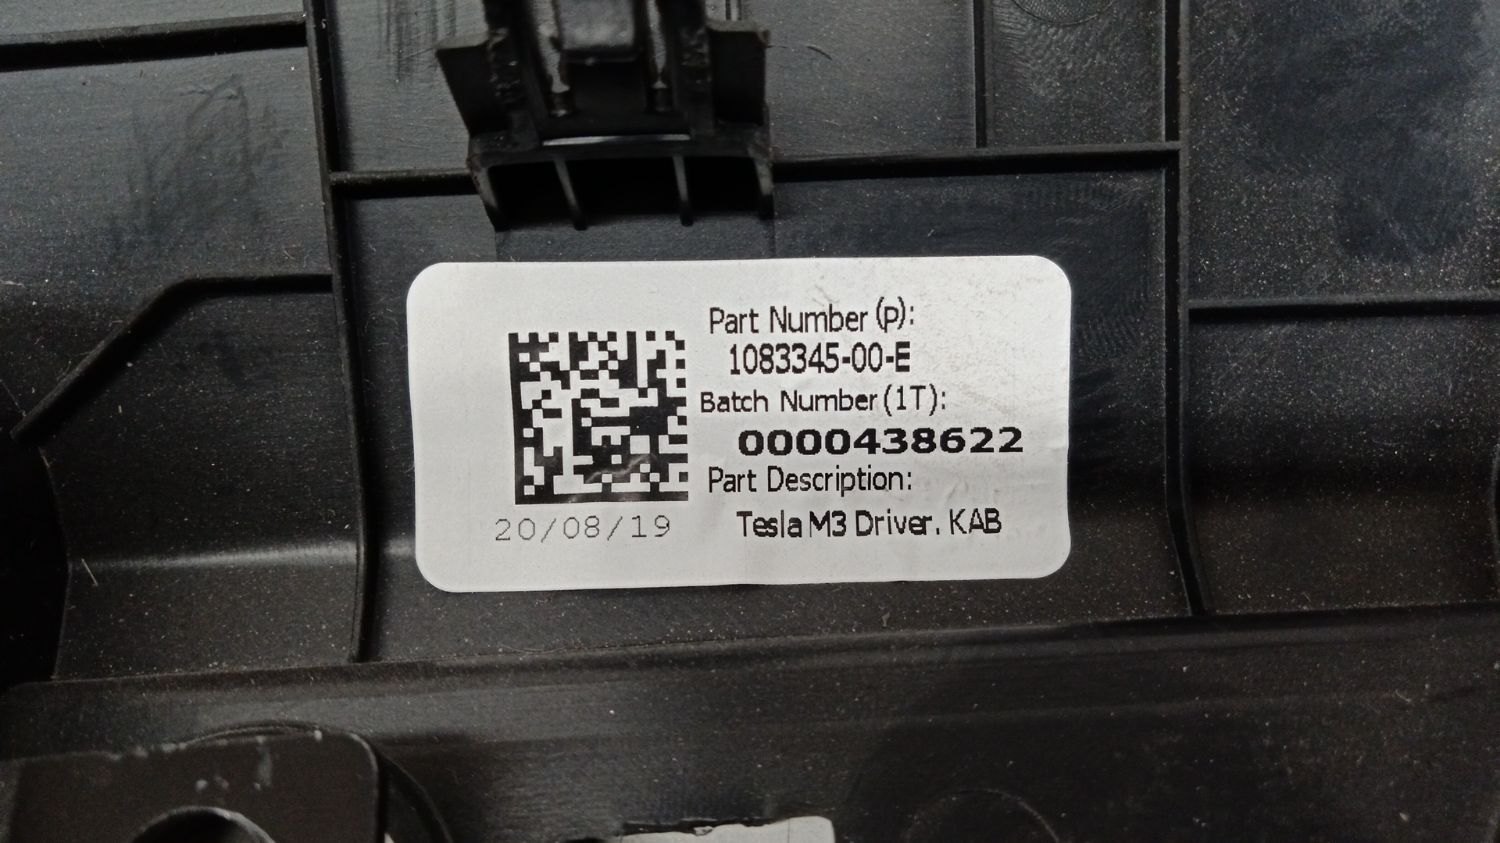 Part Number (p):
1083345-00-E
Batch Number (1T):
0000438622
Part Description:
Tesla M3 Driver. KAB
20/08/19